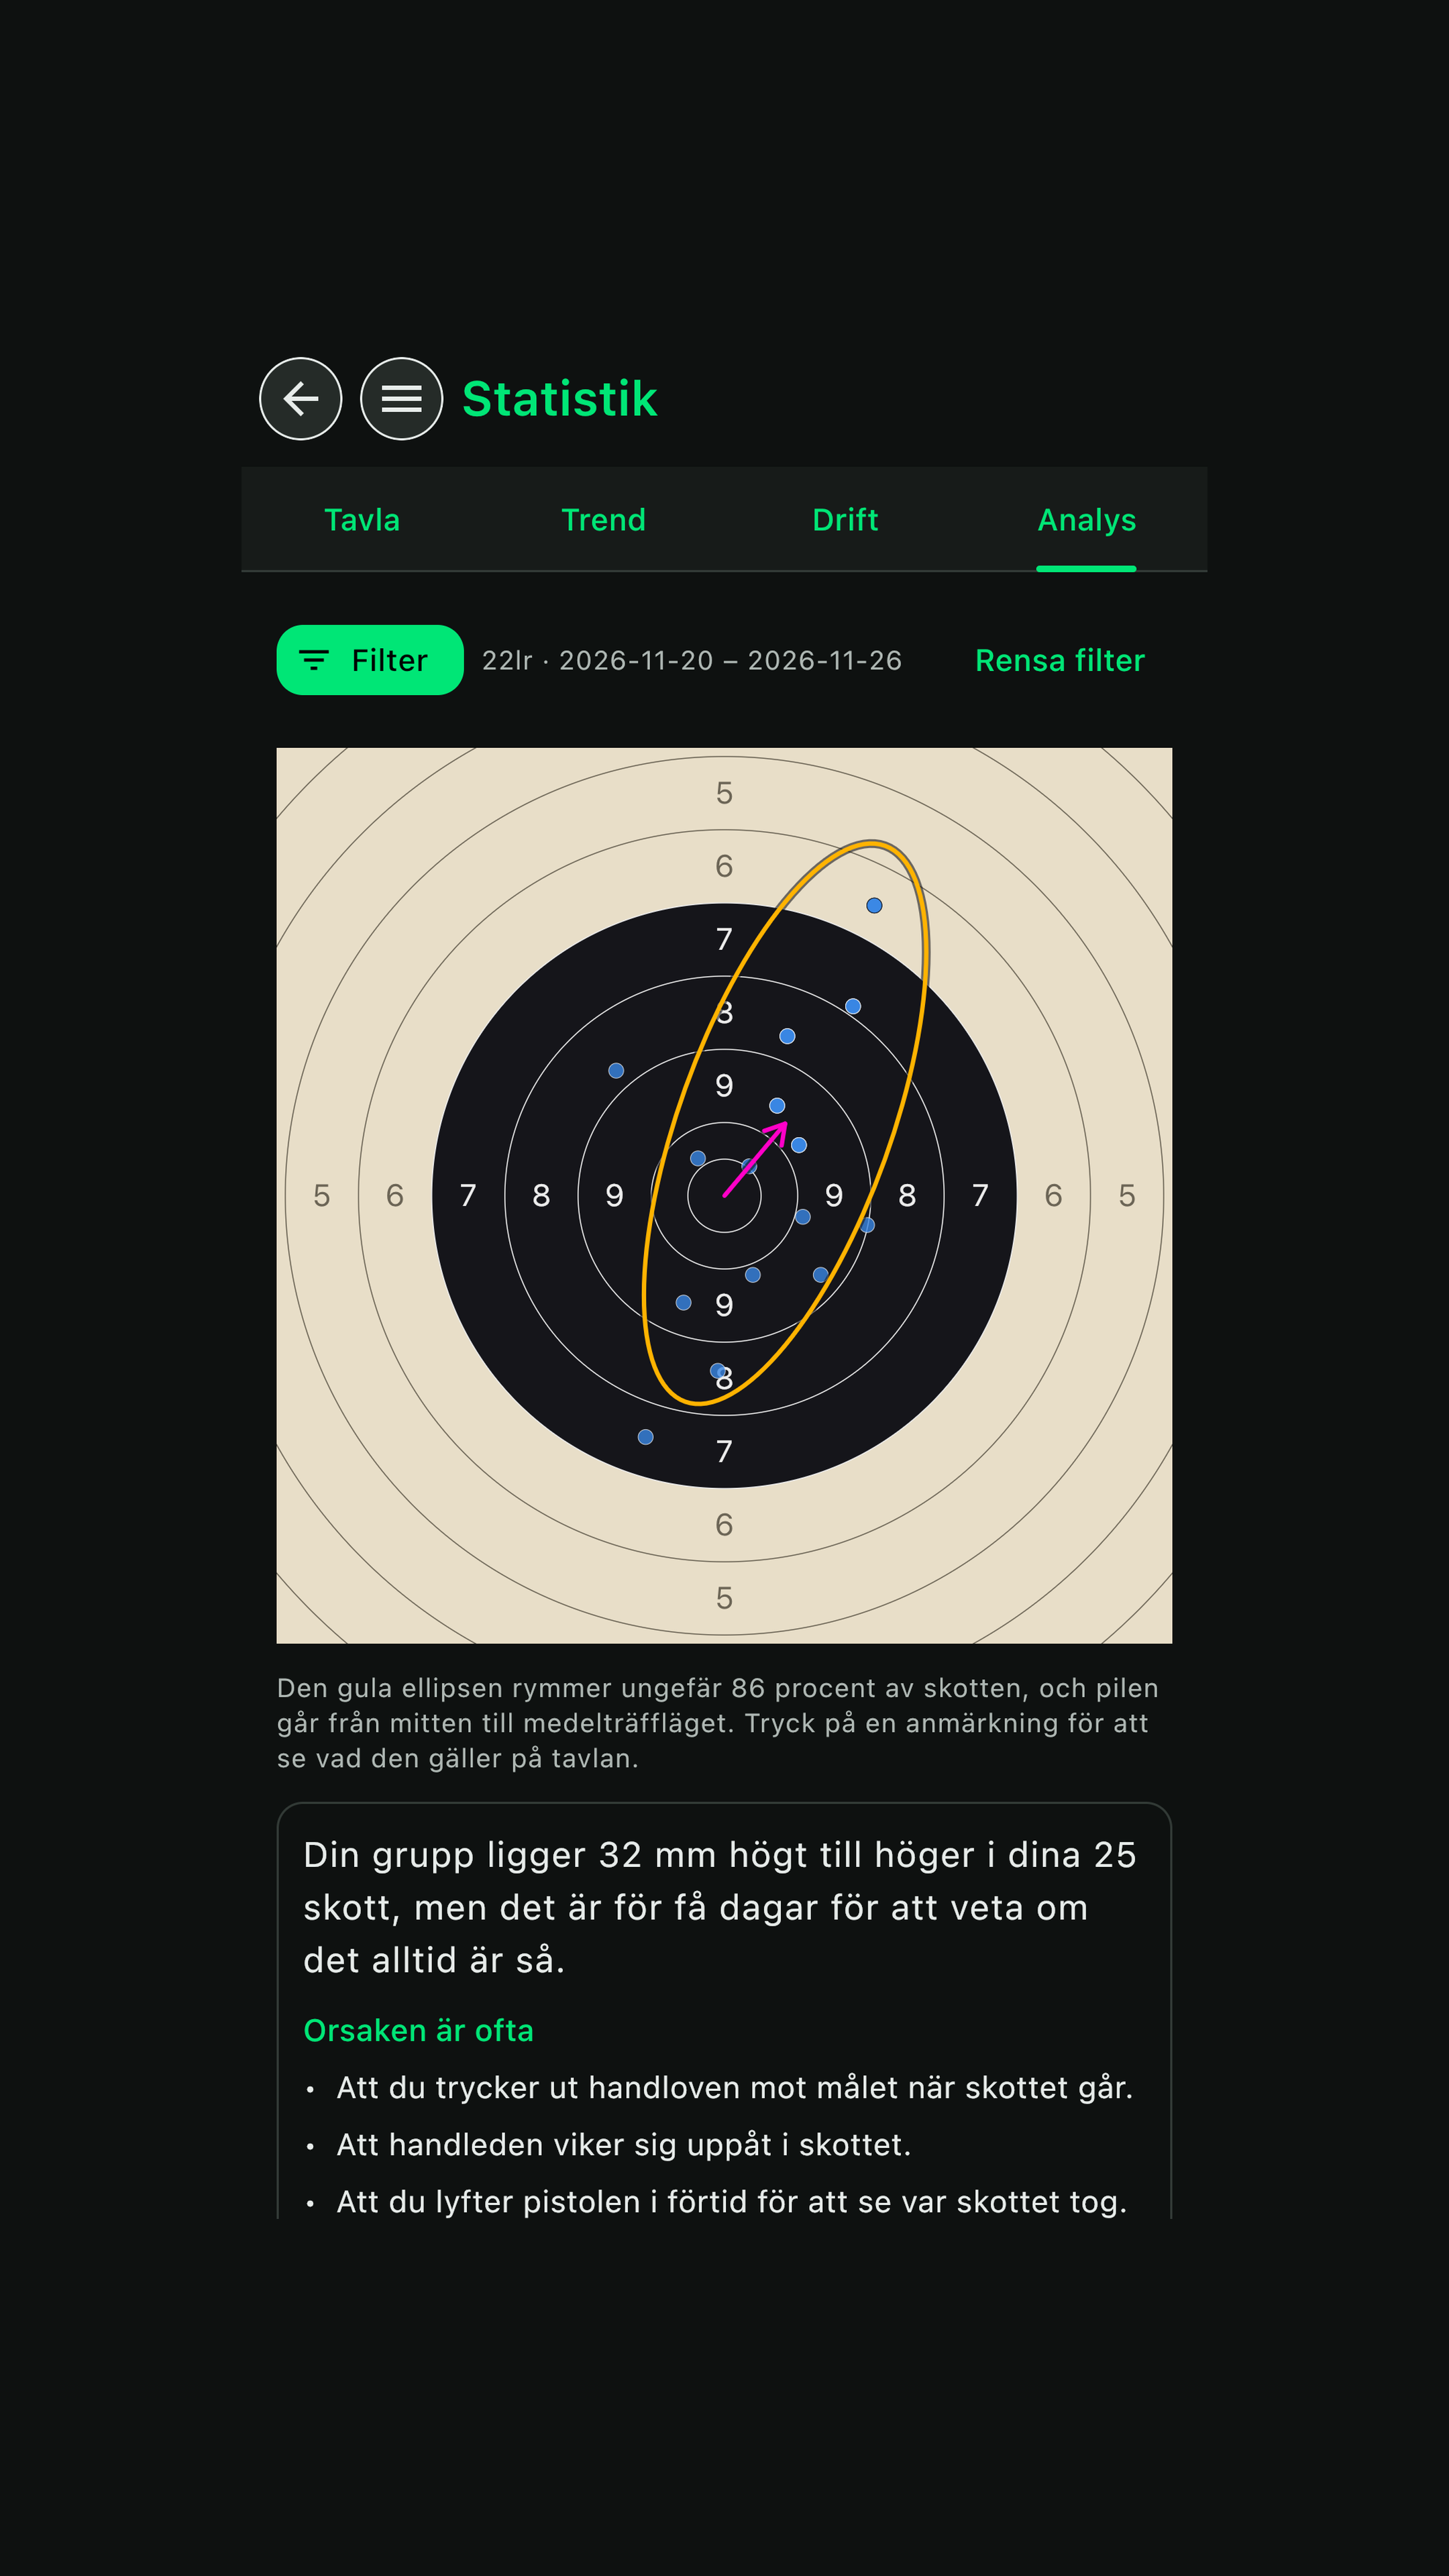 Statistik
Tavla Trend Drift Analys
Filter 22lr · 2026-11-20 – 2026-11-26 Rensa filter
5
6
7
8
9
5 6 7 8 9 9 8 7 6 5
9
8
7
6
5
Den gula ellipsen rymmer ungefär 86 procent av skotten, och pilen
går från mitten till medelträffläget. Tryck på en anmärkning för att
se vad den gäller på tavlan.
Din grupp ligger 32 mm högt till höger i dina 25
skott, men det är för få dagar för att veta om
det alltid är så.
Orsaken är ofta
• Att du trycker ut handloven mot målet när skottet går.
• Att handleden viker sig uppåt i skottet.
• Att du lyfter pistolen i förtid för att se var skottet tog.